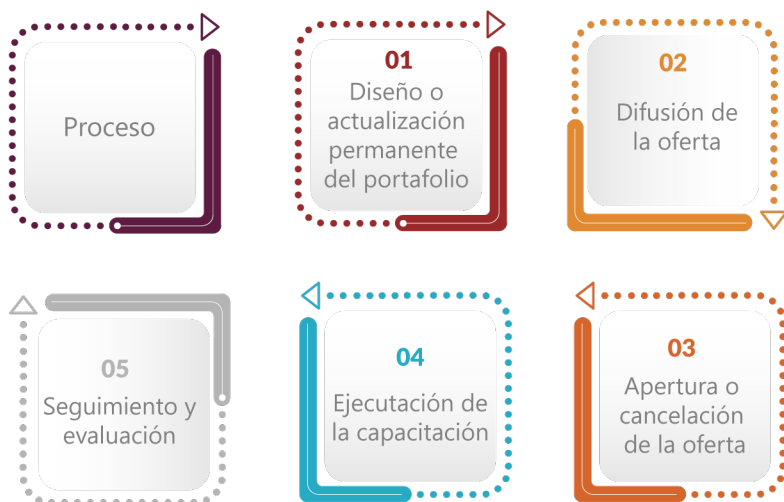 Proceso
01
Diseño o
actualización
permanente
del portafolio
02
Difusión de
la oferta
03
Apertura o
cancelación
de la oferta
04
Ejecutación de
la capacitación
05
Seguimiento y
evaluación